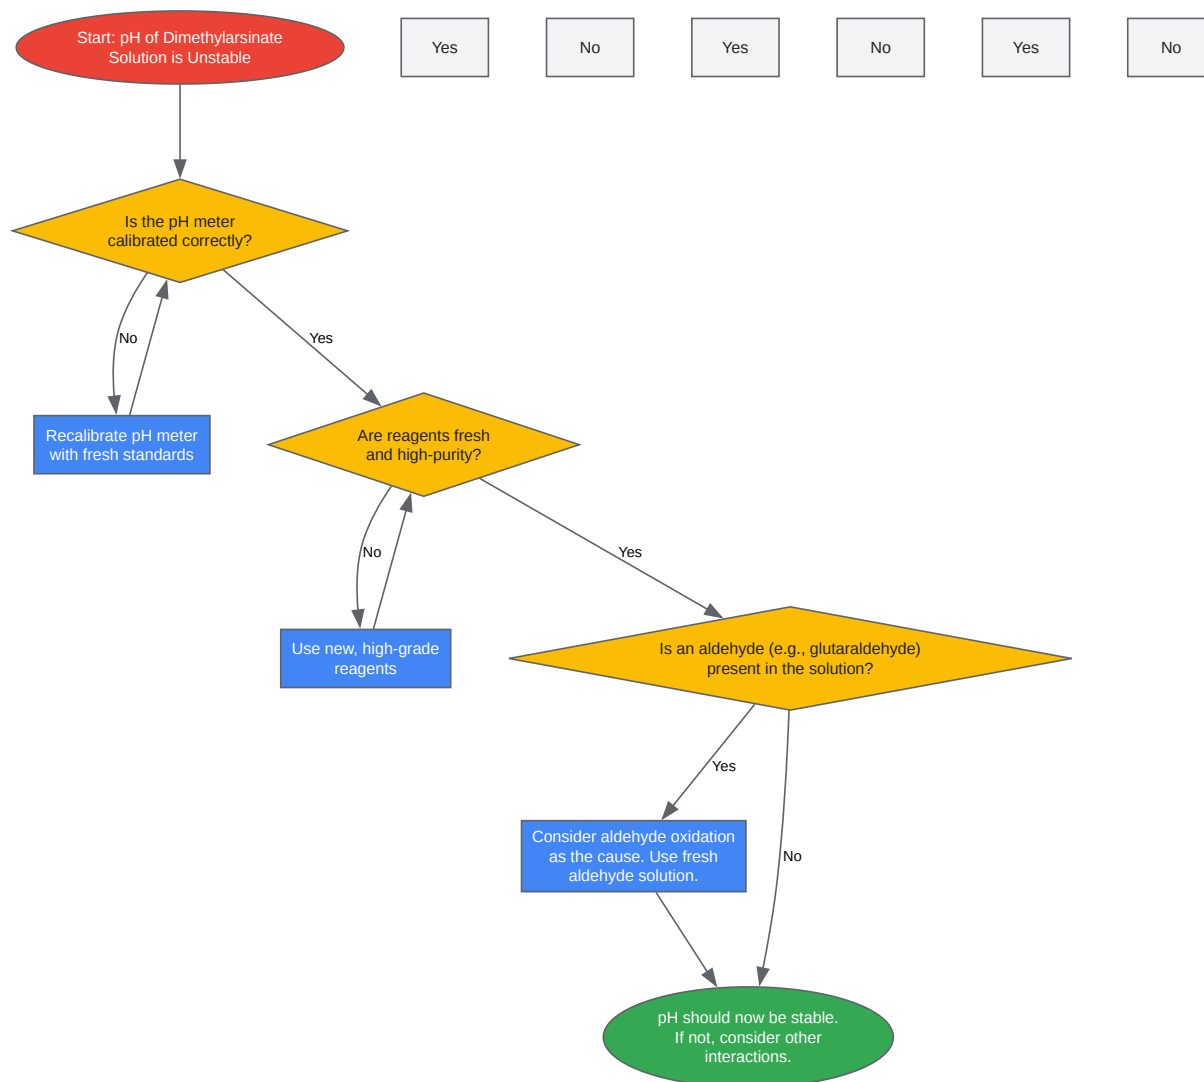 Start: pH of Dimethylarsinate
Solution is Unstable
Yes
No
Yes
No
Yes
No
Is the pH meter
calibrated correctly?
No
Yes
Recalibrate pH meter
with fresh standards
Are reagents fresh
and high-purity?
No
Yes
Use new, high-grade
reagents
Is an aldehyde (e.g., glutaraldehyde)
present in the solution?
Yes
No
Consider aldehyde oxidation
as the cause. Use fresh
aldehyde solution.
pH should now be stable.
If not, consider other
interactions.